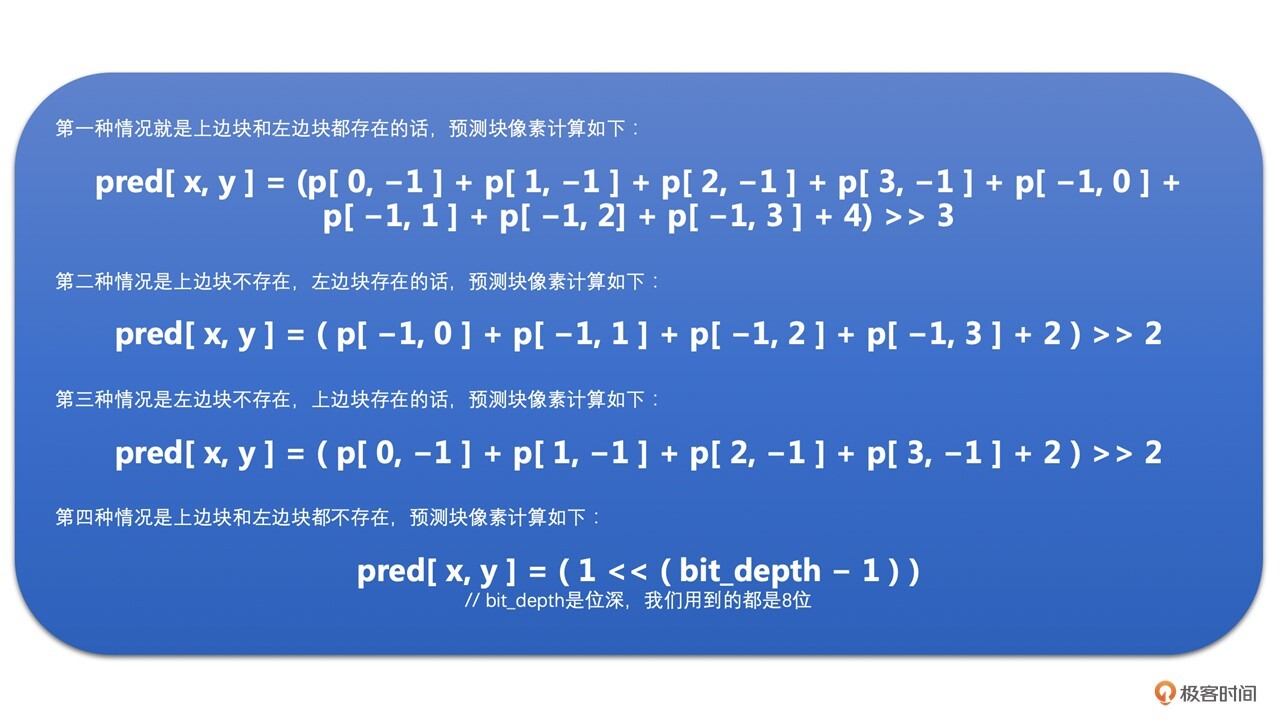 第一种情况就是上边块和左边块都存在的话，预测块像素计算如下：
pred[ x, y ] = (p[ 0, −1 ] + p[ 1, −1 ] + p[ 2, −1 ] + p[ 3, −1 ] + p[ −1, 0 ] +
p[ −1, 1 ] + p[ −1, 2] + p[ −1, 3 ] + 4) >> 3
第二种情况是上边块不存在，左边块存在的话，预测块像素计算如下：
pred[ x, y ] = ( p[ −1, 0 ] + p[ −1, 1 ] + p[ −1, 2 ] + p[ −1, 3 ] + 2 ) >> 2
第三种情况是左边块不存在，上边块存在的话，预测块像素计算如下：
pred[ x, y ] = ( p[ 0, −1 ] + p[ 1, −1 ] + p[ 2, −1 ] + p[ 3, −1 ] + 2 ) >> 2
第四种情况是上边块和左边块都不存在，预测块像素计算如下：
pred[ x, y ] = ( 1 << ( bit_depth − 1 ) )
// bit_depth是位深，我们用到的都是8位
极客时间